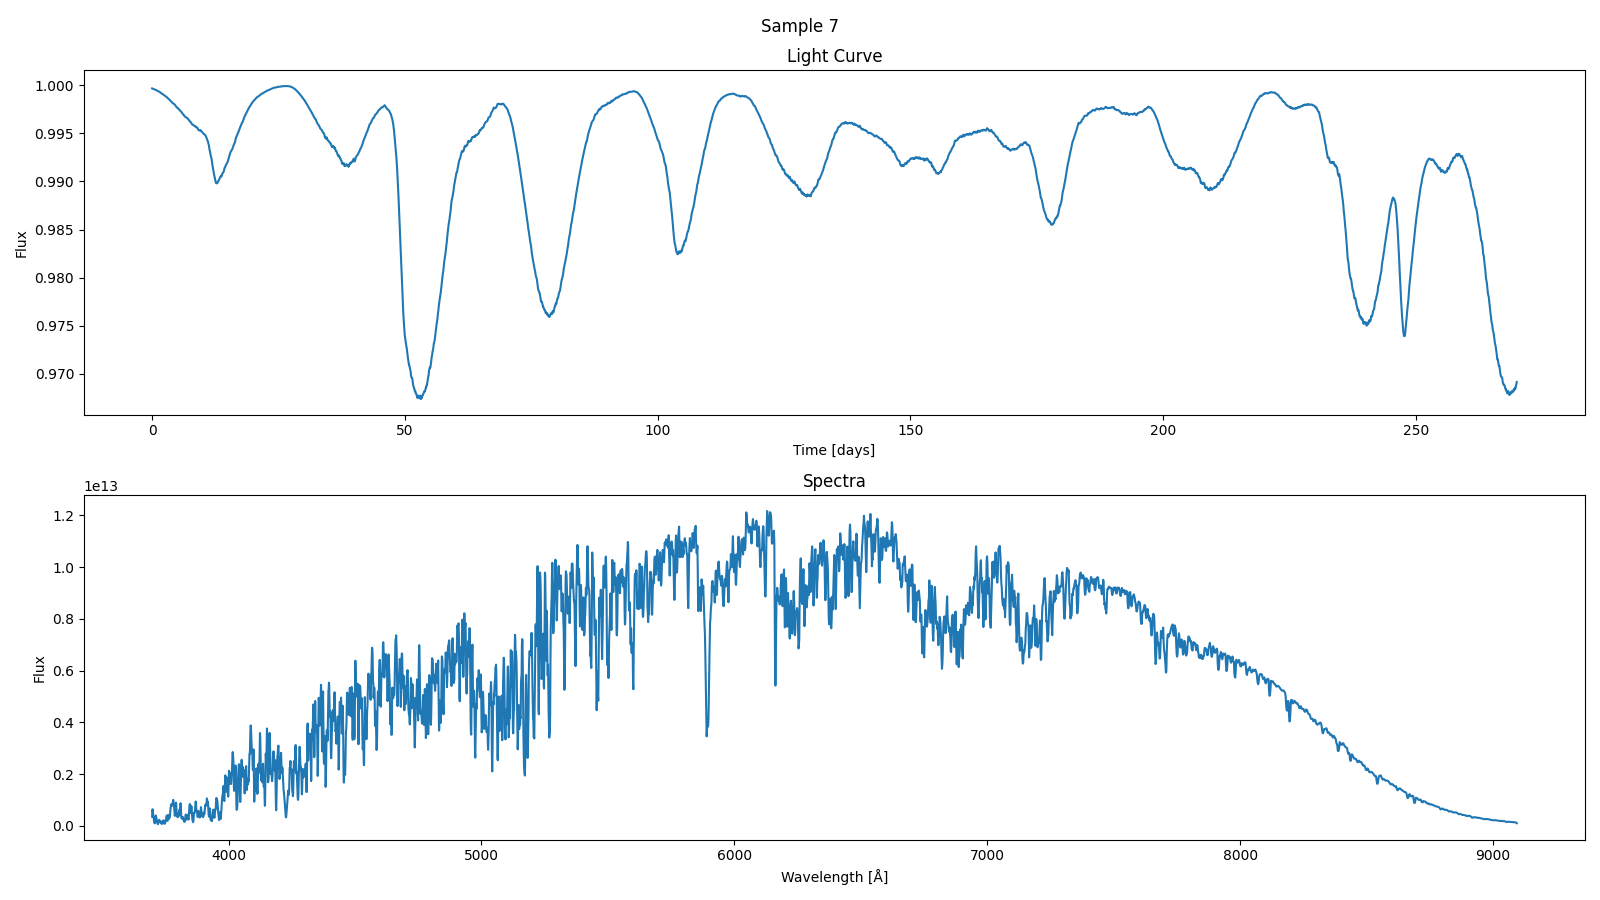 Sample 7
Light Curve
1.000
0.995
0.990
0.985
0.980
0.975
0.970
Flux
0 50 100 150 200 250
Time [days]
Spectra
1e13
1.2
1.0
0.8
0.6
0.4
0.2
0.0
Flux
4000 5000 6000 7000 8000 9000
Wavelength [Å]